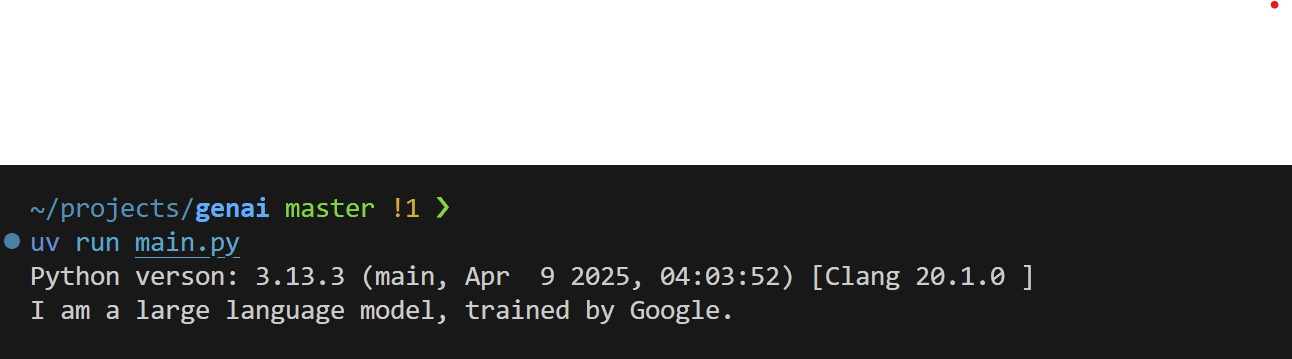 ~/projects/genai master !1 ❯
uv run main.py
Python verson: 3.13.3 (main, Apr  9 2025, 04:03:52) [Clang 20.1.0 ]
I am a large language model, trained by Google.